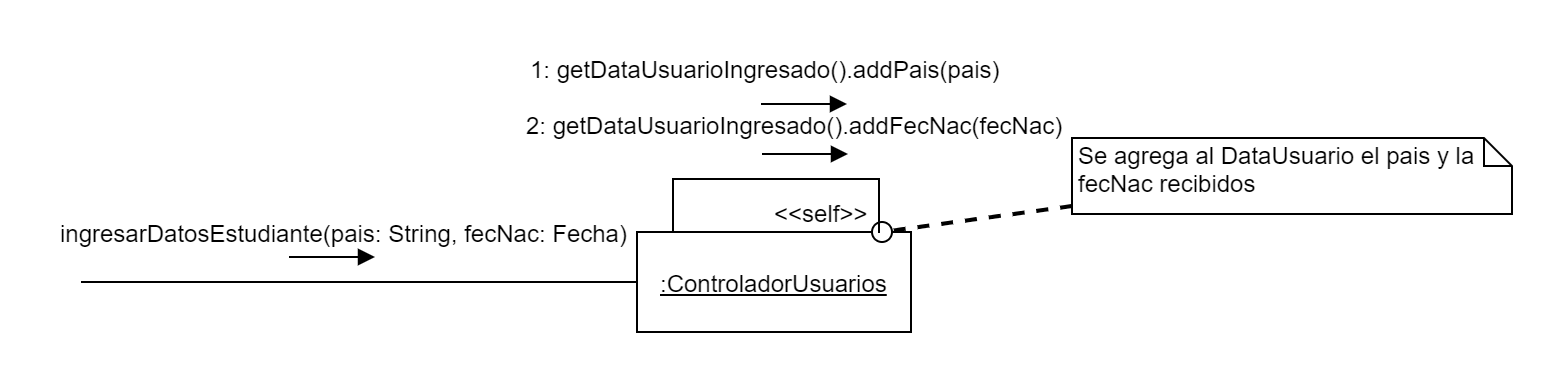 1: getDataUsuarioIngresado().addPais(pais)
2: getDataUsuarioIngresado().addFecNac(fecNac)
Se agrega al DataUsuario el pais y la
fecNac recibidos
<<self>>
ingresarDatosEstudiante(pais: String, fecNac: Fecha)
:ControladorUsuarios